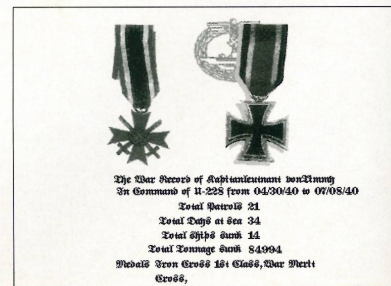 The War Record of Kapitanleutnant vonTimmy
In Command of U-228 from 04/30/40 to 07/08/40
Total Patrols 21
Total Days at sea 34
Total ships sunk 14
Total Tonnage sunk 84994
Medals Iron Cross 1st Class,War Merit
Cross,